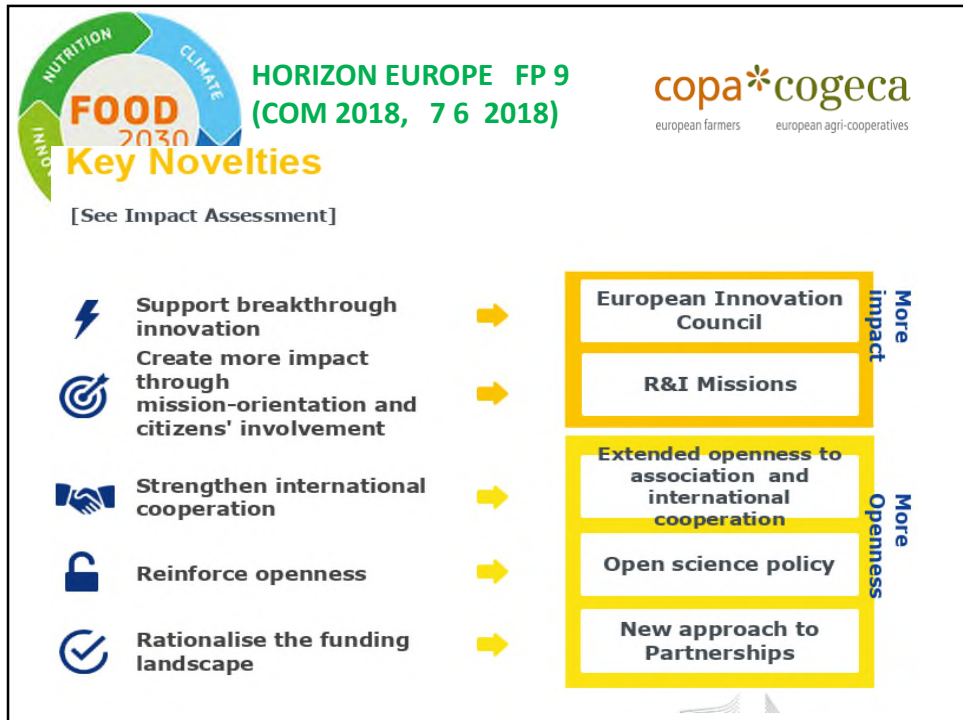 NUTRITION
CLIMATE
FOOD
2030
INNO
HORIZON EUROPE FP 9
(COM 2018, 7 6 2018)
copa*cogeca
european farmers european agri-cooperatives
Key Novelties
[See Impact Assessment]
Support breakthrough
innovation
European Innovation
Council
Create more impact
through
mission-orientation and
citizens' involvement
R&I Missions
More
impact
Strengthen international
cooperation
Extended openness to
association and
international
cooperation
Reinforce openness
Open science policy
Rationalise the funding
landscape
New approach to
Partnerships
More
Openness